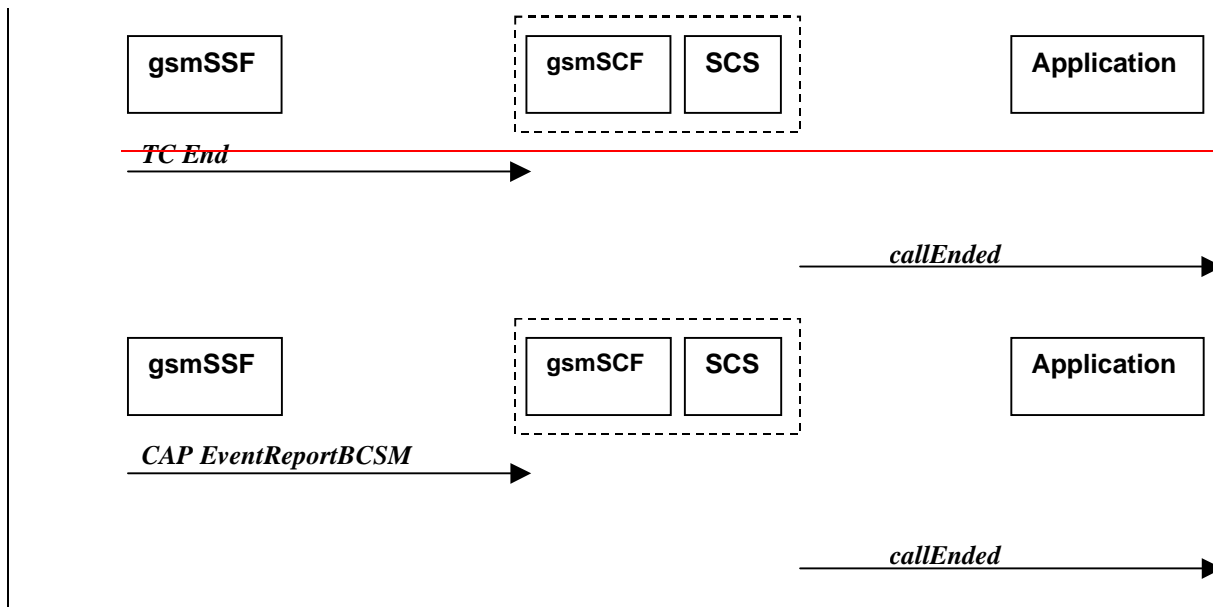 gsmSSF gsmSCF SCS Application
TC End
callEnded
gsmSSF gsmSCF SCS Application
CAP EventReportBCSM
callEnded